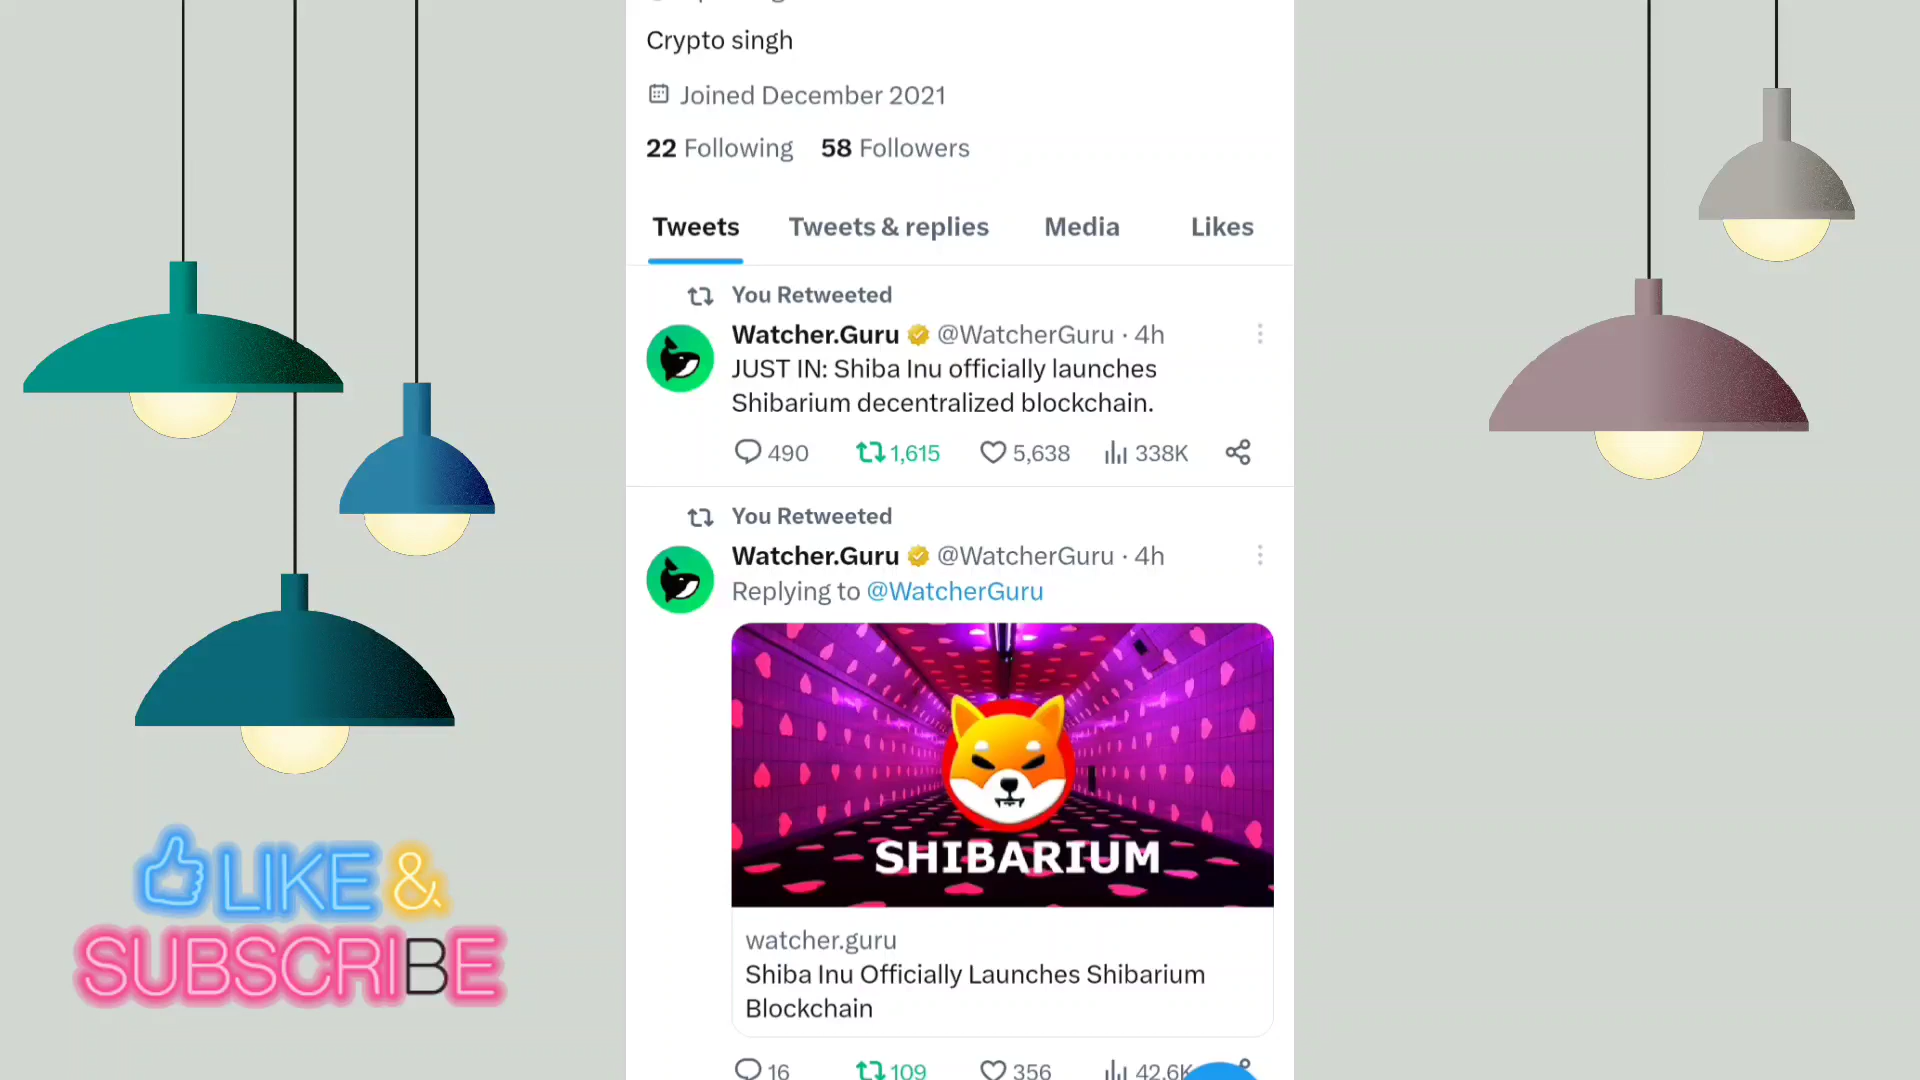 Crypto singh
Joined December 2021
22 Following 58 Followers
Tweets Tweets & replies Media Likes
You Retweeted
Watcher.Guru @WatcherGuru · 4h
JUST IN: Shiba Inu officially launches
Shibarium decentralized blockchain.
490 1,615 5,638 338K
You Retweeted
Watcher.Guru @WatcherGuru · 4h
Replying to @WatcherGuru
SHIBARIUM
watcher.guru
Shiba Inu Officially Launches Shibarium
Blockchain
16 109 356 42.6K
LIKE &
SUBSCRIBE